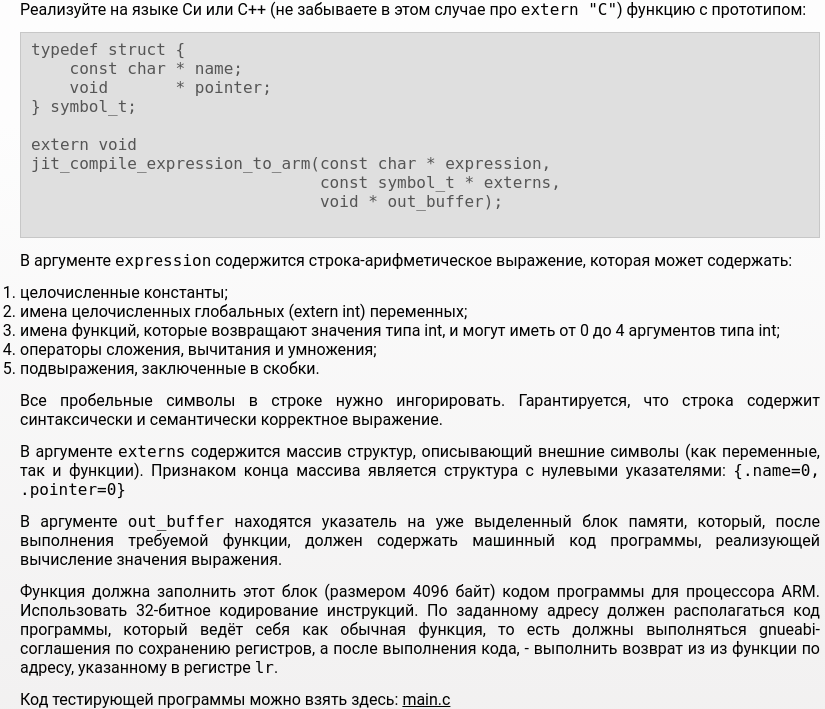 Реализуйте на языке Си или С++ (не забываете в этом случае про extern "C") функцию с прототипом:
typedef struct {
    const char * name;
    void       * pointer;
} symbol_t;
extern void
jit_compile_expression_to_arm(const char * expression,
                              const symbol_t * externs,
                              void * out_buffer);
В аргументе expression содержится строка-арифметическое выражение, которая может содержать:
1. целочисленные константы;
2. имена целочисленных глобальных (extern int) переменных;
3. имена функций, которые возвращают значения типа int, и могут иметь от 0 до 4 аргументов типа int;
4. операторы сложения, вычитания и умножения;
5. подвыражения, заключенные в скобки.
Все пробельные символы в строке нужно ингорировать. Гарантируется, что строка содержит
синтаксически и семантически корректное выражение.
В аргументе externs содержится массив структур, описывающий внешние символы (как переменные,
так и функции). Признаком конца массива является структура с нулевыми указателями: {.name=0,
.pointer=0}
В аргументе out_buffer находятся указатель на уже выделенный блок памяти, который, после
выполнения требуемой функции, должен содержать машинный код программы, реализующей
вычисление значения выражения.
Функция должна заполнить этот блок (размером 4096 байт) кодом программы для процессора ARM.
Использовать 32-битное кодирование инструкций. По заданному адресу должен располагаться код
программы, который ведёт себя как обычная функция, то есть должны выполняться gnueabi-
соглашения по сохранению регистров, а после выполнения кода, - выполнить возврат из из функции по
адресу, указанному в регистре lr.
Код тестирующей программы можно взять здесь: main.c